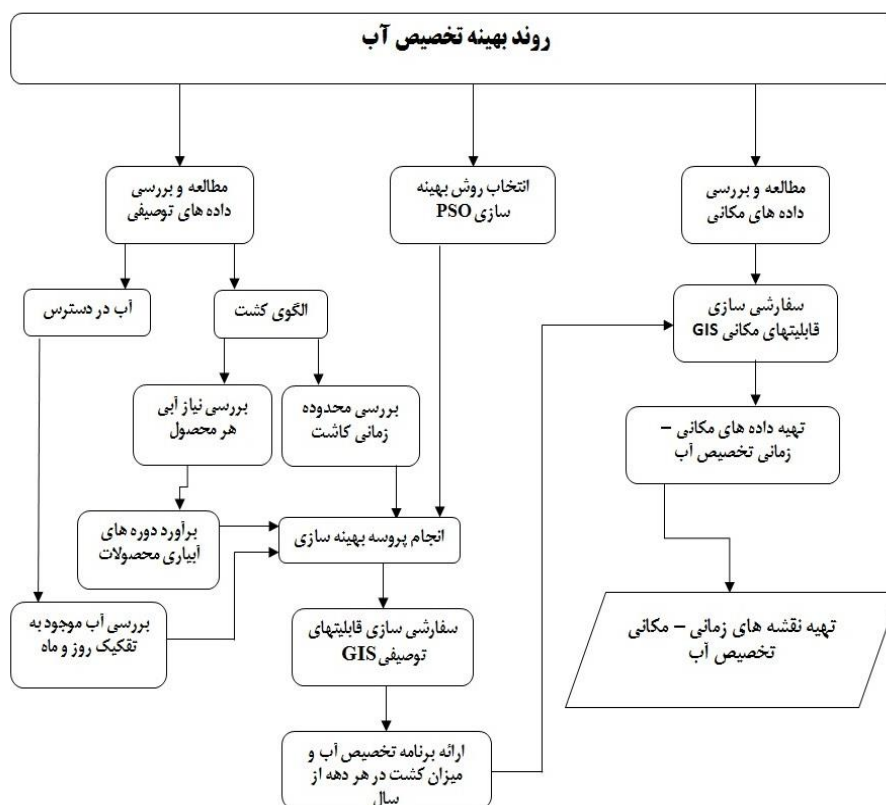 روند بهینه تخصیص آب
مطالعه و بررسی
داده های مکانی
انتخاب روش بهینه
سازی PSO
مطالعه و بررسی
داده های توصیفی
سفارشی سازی
قابلیتهای مکانی GIS
الگوی کشت
آب در دسترس
تهیه داده های مکانی –
زمانی تخصیص آب
بررسی محدوده
زمانی کاشت
بررسی نیاز آبی
هر محصول
انجام پروسه بهینه سازی
برآورد دوره های
آبیاری محصولات
تهیه نقشه های زمانی – مکانی
تخصیص آب
سفارشی سازی قابلیتهای
توصیفی GIS
بررسی آب موجود به
تفکیک روز و ماه
ارائه برنامه تخصیص آب و
میزان کشت در هر دهه از
سال